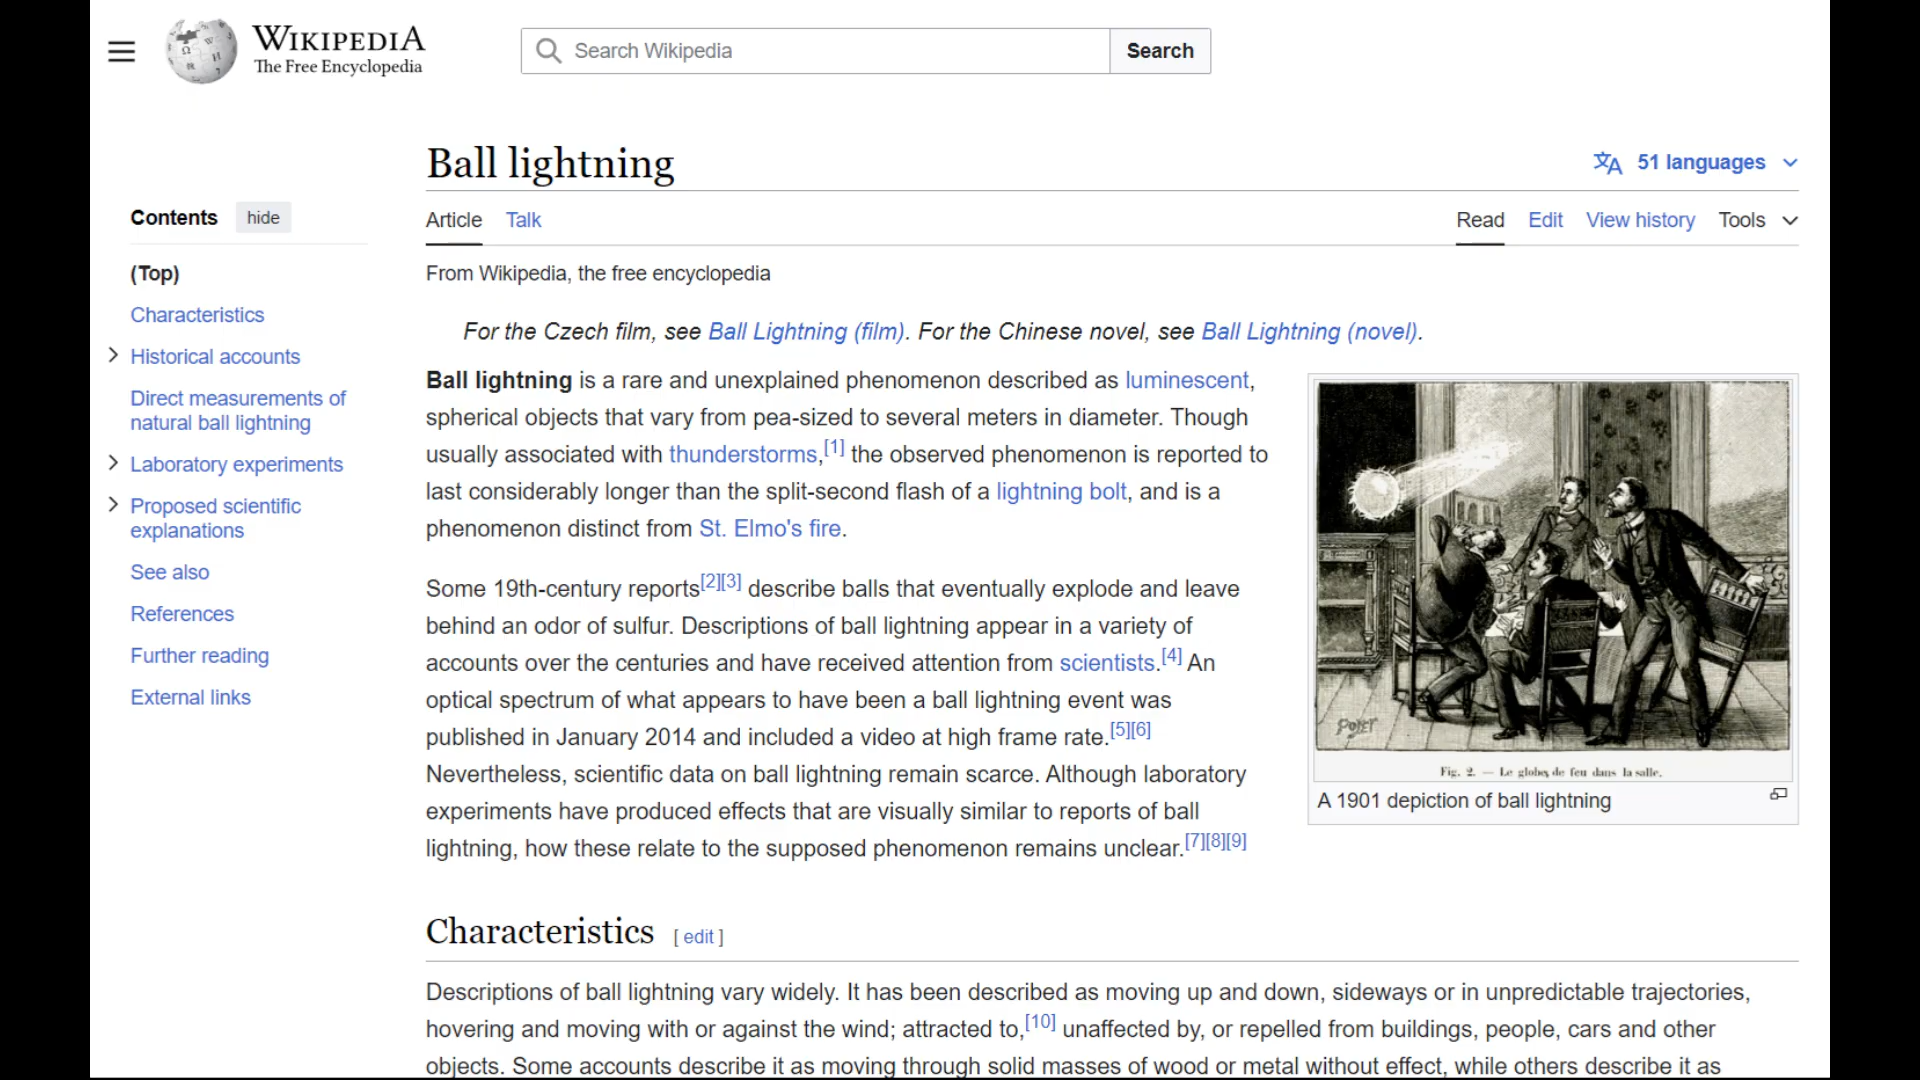 WIKIPEDIA
The Free Encyclopedia
Search Wikipedia
Search
Ball lightning
51 languages
Contents
hide
Article
Talk
Read
Edit
View history
Tools
(Top)
Characteristics
Historical accounts
Direct measurements of
natural ball lightning
Laboratory experiments
Proposed scientific
explanations
See also
References
Further reading
External links
From Wikipedia, the free encyclopedia
For the Czech film, see Ball Lightning (film). For the Chinese novel, see Ball Lightning (novel).
Ball lightning is a rare and unexplained phenomenon described as luminescent,
spherical objects that vary from pea-sized to several meters in diameter. Though
usually associated with thunderstorms,[1] the observed phenomenon is reported to
last considerably longer than the split-second flash of a lightning bolt, and is a
phenomenon distinct from St. Elmo's fire.
Some 19th-century reports[2][3] describe balls that eventually explode and leave
behind an odor of sulfur. Descriptions of ball lightning appear in a variety of
accounts over the centuries and have received attention from scientists.[4] An
optical spectrum of what appears to have been a ball lightning event was
published in January 2014 and included a video at high frame rate.[5][6]
Nevertheless, scientific data on ball lightning remain scarce. Although laboratory
experiments have produced effects that are visually similar to reports of ball
lightning, how these relate to the supposed phenomenon remains unclear.[7][8][9]
Fig. 2. — Le globe de feu dans la salle.
A 1901 depiction of ball lightning
Characteristics [ edit ]
Descriptions of ball lightning vary widely. It has been described as moving up and down, sideways or in unpredictable trajectories,
hovering and moving with or against the wind; attracted to,[10] unaffected by, or repelled from buildings, people, cars and other
objects. Some accounts describe it as moving through solid masses of wood or metal without effect, while others describe it as